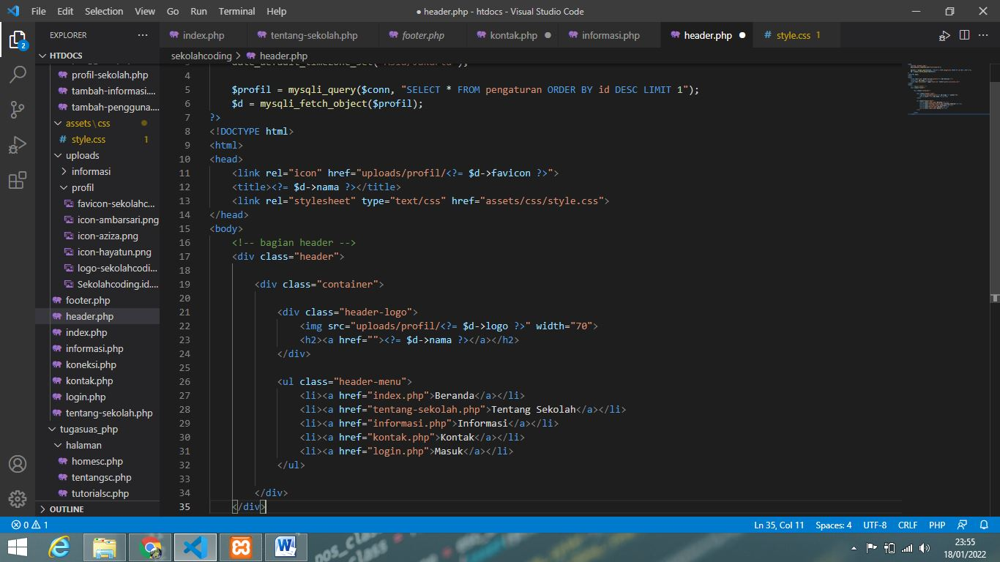 File Edit Selection View Go Run Terminal Help ● header.php - htdocs - Visual Studio Code
EXPLORER ···
index.php tentang-sekolah.php footer.php kontak.php ● informasi.php header.php ● # style.css 1
HTDOCS
sekolahcoding > header.php
profil-sekolah.php
tambah-informasi....
tambah-pengguna....
assets\css
# style.css 1
uploads
informasi
profil
favicon-sekolahc...
icon-ambarsari.png
icon-aziza.png
icon-hayatun.png
logo-sekolahcodi...
Sekolahcoding.id....
footer.php
header.php
index.php
informasi.php
koneksi.php
kontak.php
login.php
tentang-sekolah.php
tugasuas_php
halaman
homesc.php
tentangsc.php
tutorialsc.php
OUTLINE
3 date_default_timezone_set('Asia/Jakarta');
4
5 $profil = mysqli_query($conn, "SELECT * FROM pengaturan ORDER BY id DESC LIMIT 1");
6 $d = mysqli_fetch_object($profil);
7 ?>
8 <!DOCTYPE html>
9 <html>
10 <head>
11 <link rel="icon" href="uploads/profil/<?= $d->favicon ?>">
12 <title><?= $d->nama ?></title>
13 <link rel="stylesheet" type="text/css" href="assets/css/style.css">
14 </head>
15 <body>
16 <!-- bagian header -->
17 <div class="header">
18
19 <div class="container">
20
21 <div class="header-logo">
22 <img src="uploads/profil/<?= $d->logo ?>" width="70">
23 <h2><a href=""><?= $d->nama ?></a></h2>
24 </div>
25
26 <ul class="header-menu">
27 <li><a href="index.php">Beranda</a></li>
28 <li><a href="tentang-sekolah.php">Tentang Sekolah</a></li>
29 <li><a href="informasi.php">Informasi</a></li>
30 <li><a href="kontak.php">Kontak</a></li>
31 <li><a href="login.php">Masuk</a></li>
32 </ul>
33
34 </div>
35 </div>
0 1 Ln 35, Col 11 Spaces: 4 UTF-8 CRLF PHP
23:55
18/01/2022